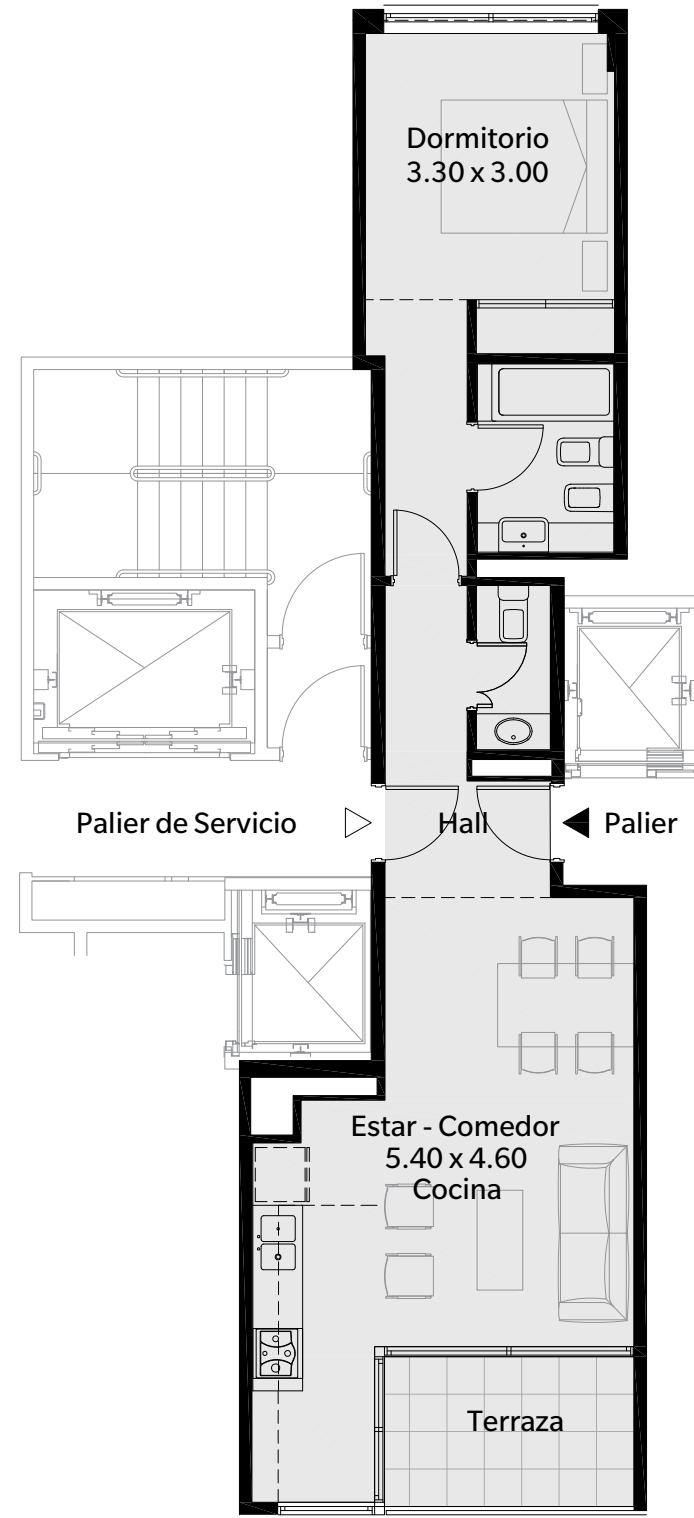 Dormitorio
3.30 x 3.00
Palier de Servicio
Hall
Palier
Estar - Comedor
5.40 x 4.60
Cocina
Terraza